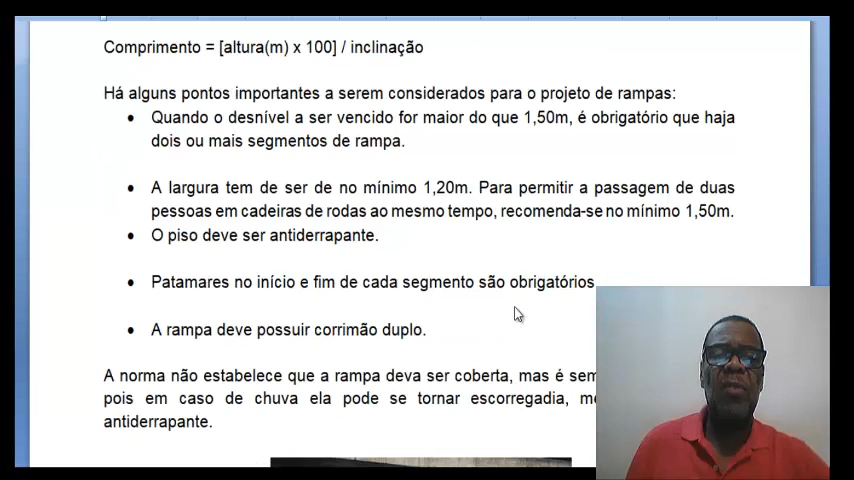 Comprimento = [altura(m) x 100] / inclinação
Há alguns pontos importantes a serem considerados para o projeto de rampas:
• Quando o desnível a ser vencido for maior do que 1,50m, é obrigatório que haja
dois ou mais segmentos de rampa.
• A largura tem de ser de no mínimo 1,20m. Para permitir a passagem de duas
pessoas em cadeiras de rodas ao mesmo tempo, recomenda-se no mínimo 1,50m.
• O piso deve ser antiderrapante.
• Patamares no início e fim de cada segmento são obrigatórios
• A rampa deve possuir corrimão duplo.
A norma não estabelece que a rampa deva ser coberta, mas é
pois em caso de chuva ela pode se tornar escorregadia,
antiderrapante.